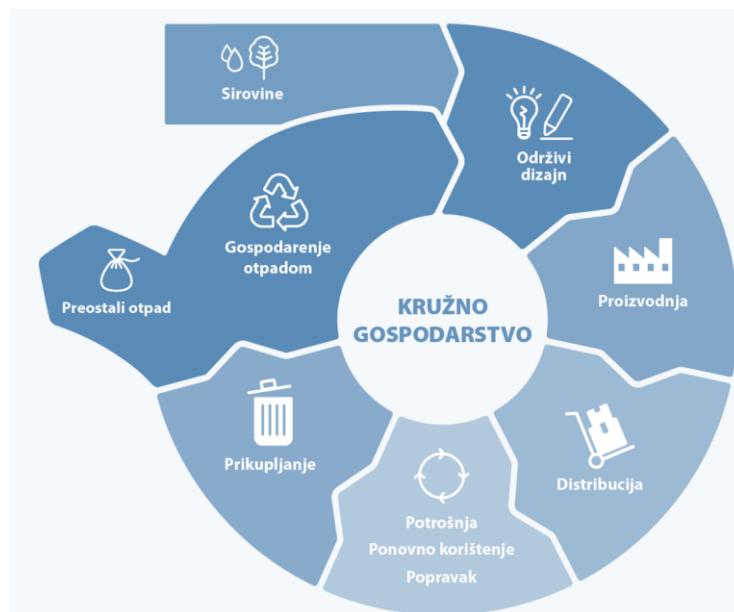 Sirovine
Održivi
dizajn
Gospodarenje
otpadom
Preostali otpad
Proizvodnja
KRUŽNO
GOSPODARSTVO
Prikupljanje
Distribucija
Potrošnja
Ponovno korištenje
Popravak